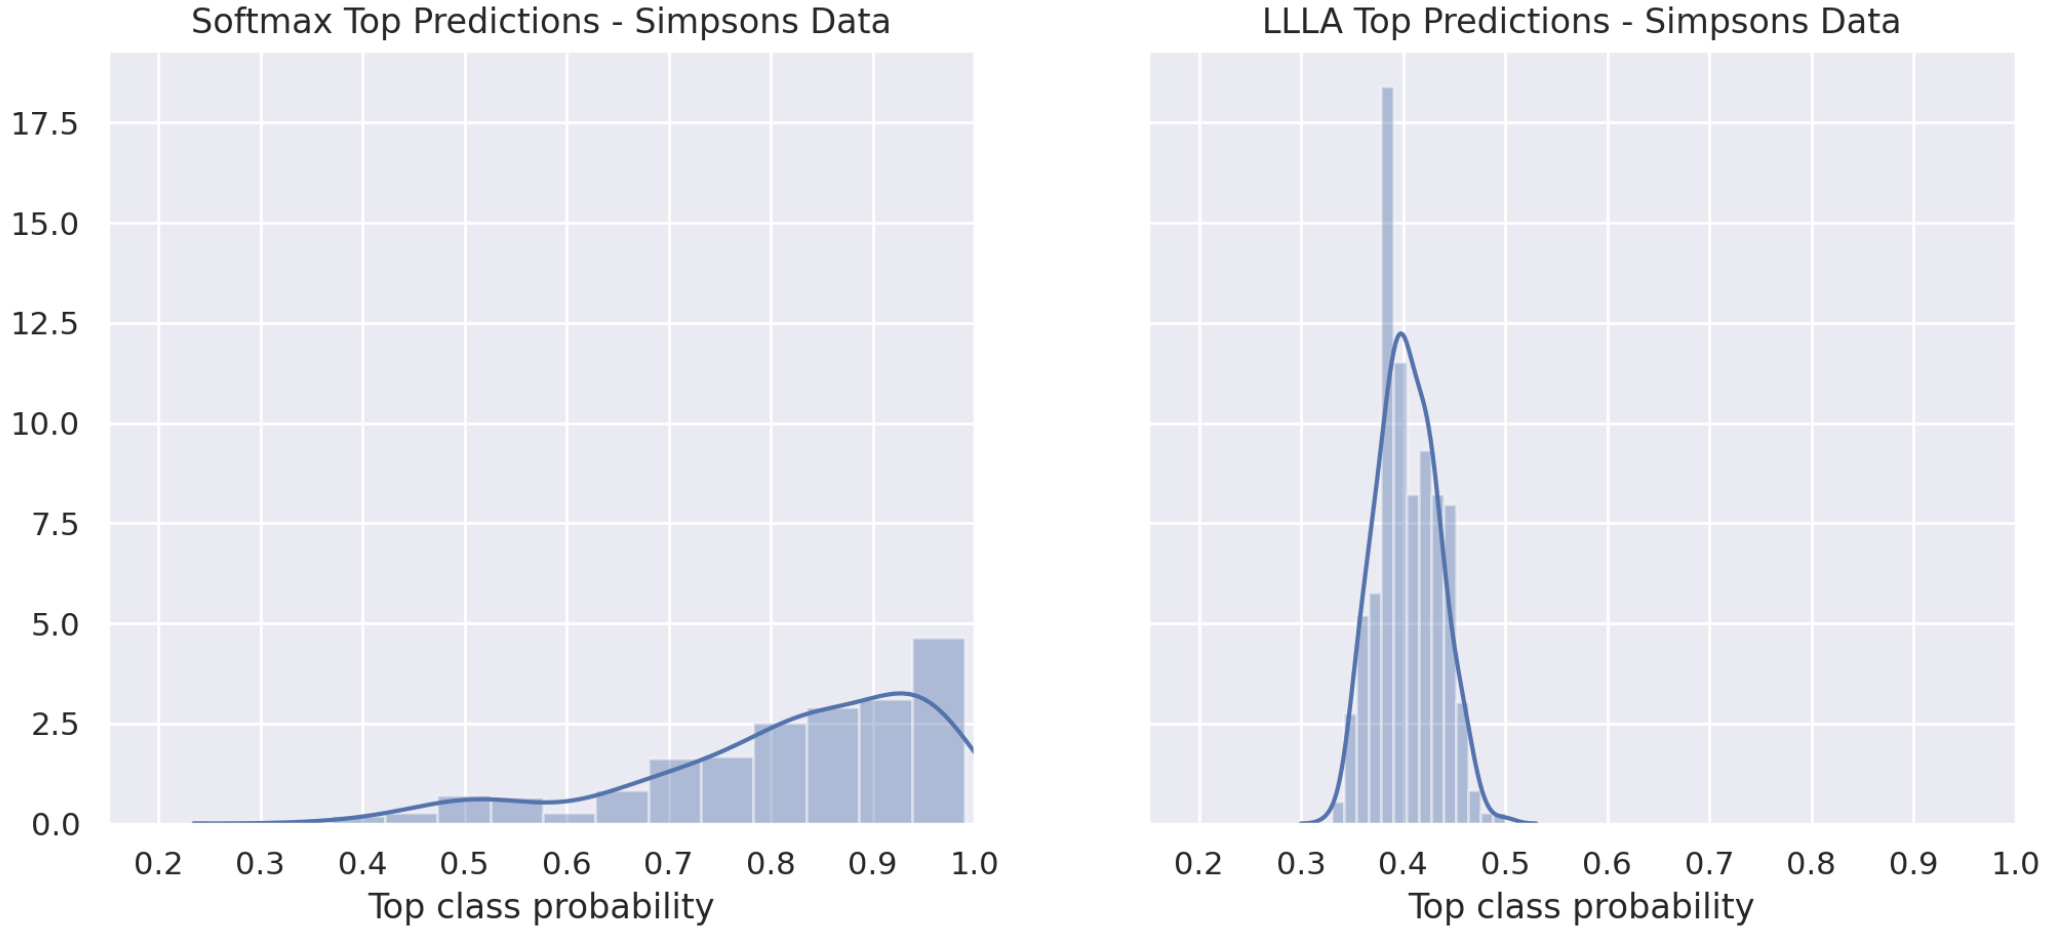 Softmax Top Predictions - Simpsons Data
17.5
15.0
12.5
10.0
7.5
5.0
2.5
0.0
0.2 0.3 0.4 0.5 0.6 0.7 0.8 0.9 1.0
Top class probability
LLLA Top Predictions - Simpsons Data
0.2 0.3 0.4 0.5 0.6 0.7 0.8 0.9 1.0
Top class probability